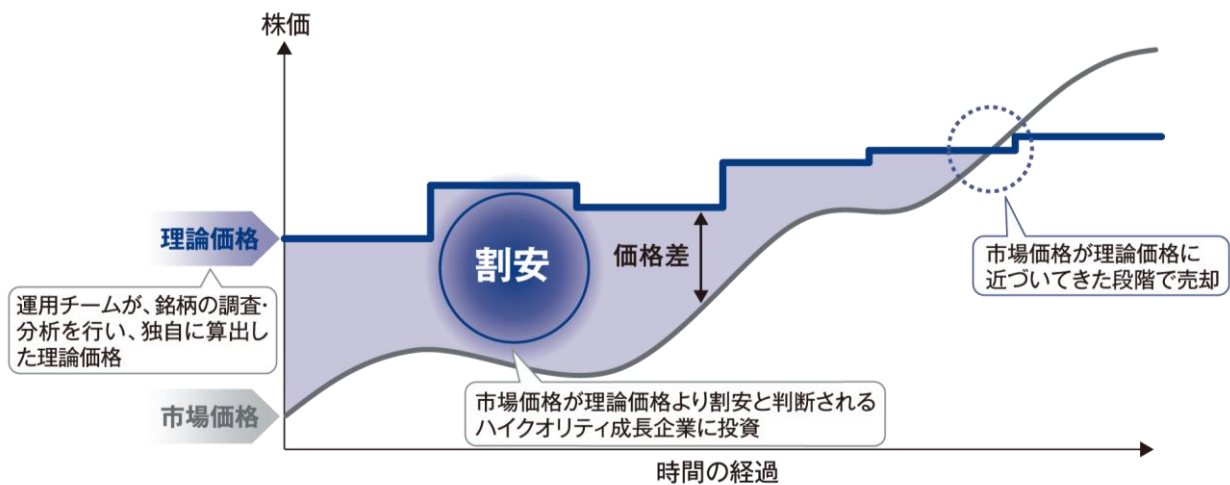 株価
理論価格
運用チームが、銘柄の調査・
分析を行い、独自に算出し
た理論価格
市場価格
割安
価格差
市場価格が理論価格より割安と判断される
ハイクオリティ成長企業に投資
市場価格が理論価格に
近づいてきた段階で売却
時間の経過